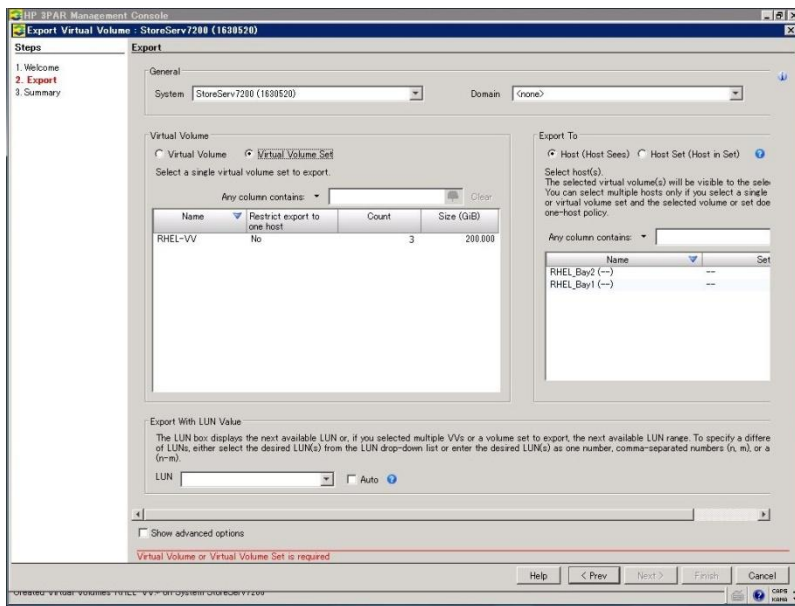 HP 3PAR Management Console
Export Virtual Volume : StoreServ7200 (1630520)
Steps
Export
1. Welcome
2. Export
3. Summary
General
System StoreServ7200 (1630520) Domain <none>
Virtual Volume
Virtual Volume Virtual Volume Set
Select a single virtual volume set to export.
Any column contains: Clear
Name Restrict export to one host Count Size (GiB)
RHEL-VV No 3 200.000
Export To
Host (Host Sees) Host Set (Host in Set)
Select host(s).
The selected virtual volume(s) will be visible to the sele
You can select multiple hosts only if you select a single
or virtual volume set and the selected volume or set doe
one-host policy.
Any column contains:
Name Set
RHEL_Bay2 (--) --
RHEL_Bay1 (--) --
Export With LUN Value
The LUN box displays the next available LUN or, if you selected multiple VVs or a volume set to export, the next available LUN range. To specify a differe
of LUNs, either select the desired LUN(s) from the LUN drop-down list or enter the desired LUN(s) as one number, comma-separated numbers (n, m), or a
(n-m).
LUN Auto
Show advanced options
Virtual Volume or Virtual Volume Set is required
Help < Prev Next > Finish Cancel
CAPS
KANA